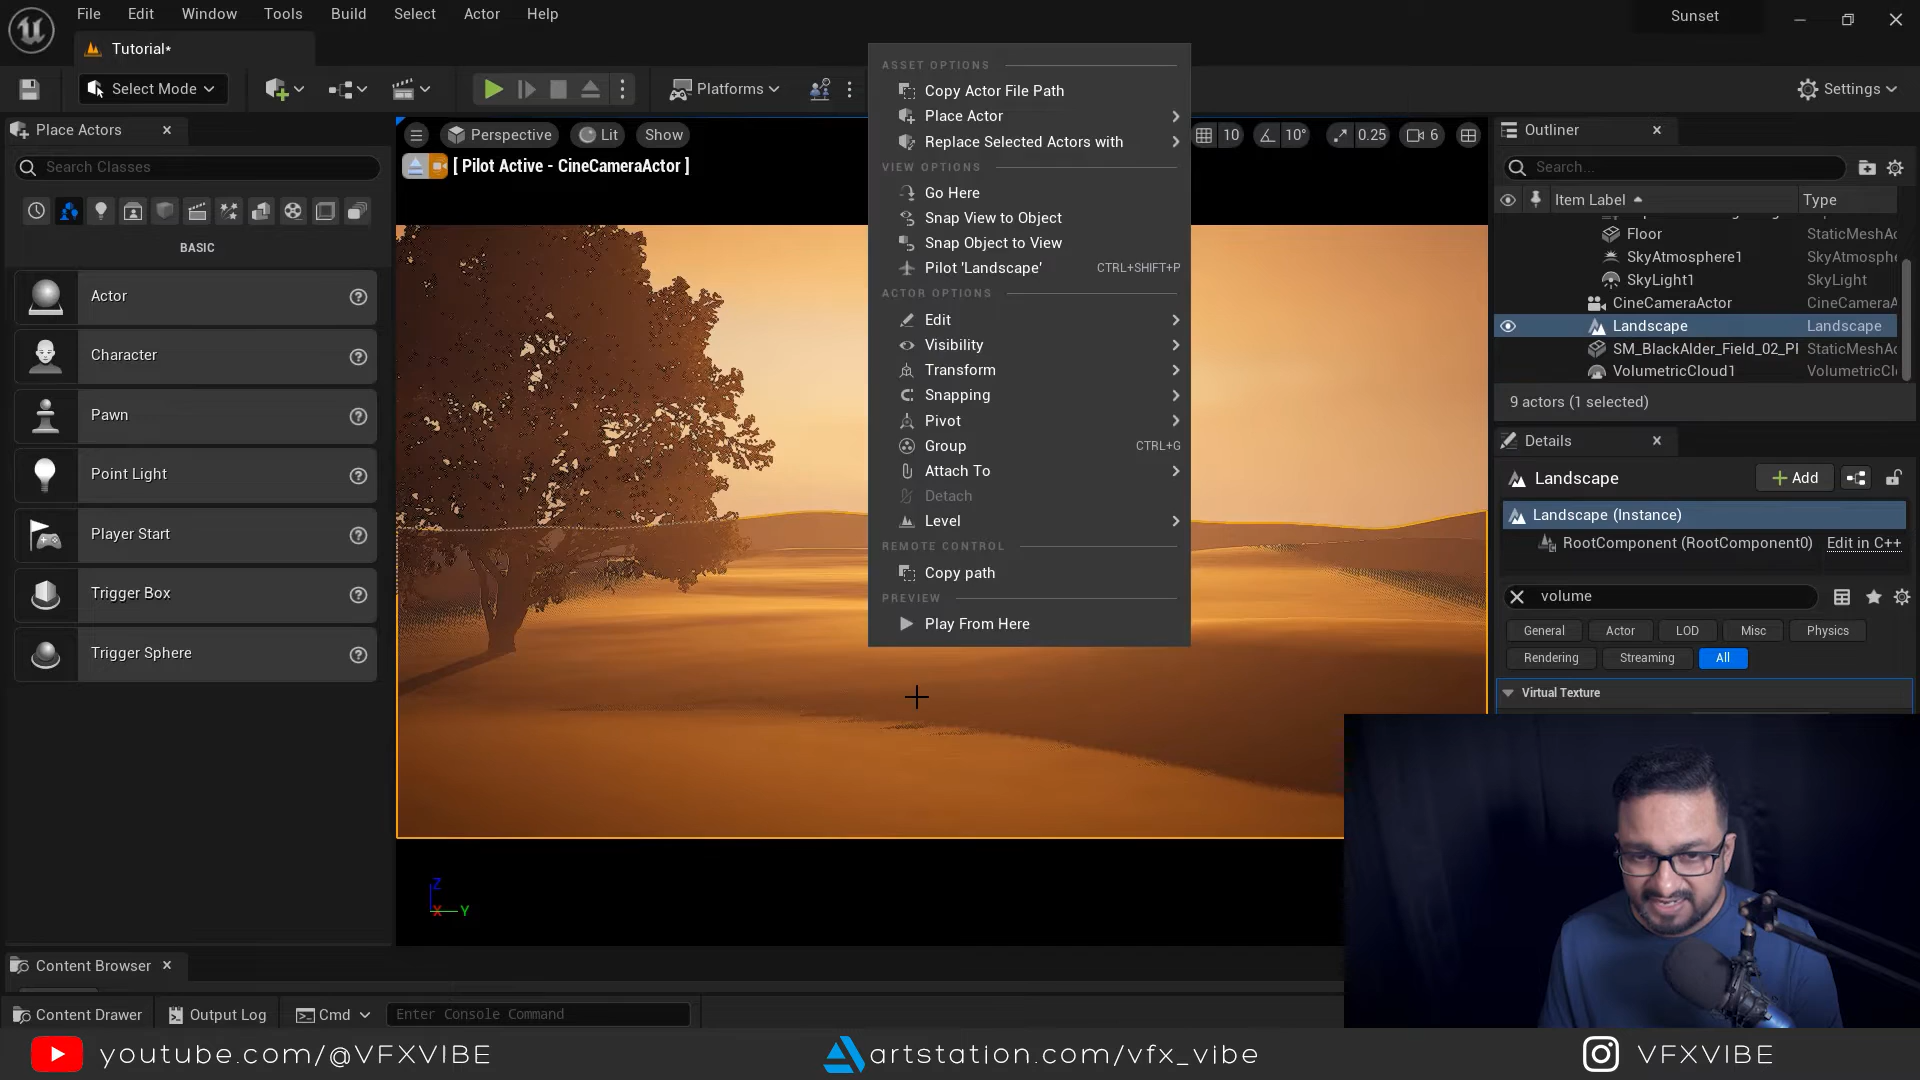 File Edit Window Tools Build Select Actor Help
Sunset
Tutorial*
Select Mode
Platforms
Settings
Place Actors
Search Classes
BASIC
Actor
Character
Pawn
Point Light
Player Start
Trigger Box
Trigger Sphere
Perspective Lit Show
[ Pilot Active - CineCameraActor ]
10 10° 0.25 6
ASSET OPTIONS
Copy Actor File Path
Place Actor
Replace Selected Actors with
VIEW OPTIONS
Go Here
Snap View to Object
Snap Object to View
Pilot 'Landscape' CTRL+SHIFT+P
ACTOR OPTIONS
Edit
Visibility
Transform
Snapping
Pivot
Group CTRL+G
Attach To
Detach
Level
REMOTE CONTROL
Copy path
PREVIEW
Play From Here
Z
X Y
Outliner
Search...
Item Label Type
Floor StaticMeshAc
SkyAtmosphere1 SkyAtmosphe
SkyLight1 SkyLight
CineCameraActor CineCameraA
Landscape Landscape
SM_BlackAlder_Field_02_Pl StaticMeshAc
VolumetricCloud1 VolumetricCl
9 actors (1 selected)
Details
Landscape Add
Landscape (Instance)
RootComponent (RootComponent0) Edit in C++
volume
General Actor LOD Misc Physics
Rendering Streaming All
Virtual Texture
Content Browser
Content Drawer Output Log Cmd Enter Console Command
youtube.com/@VFXVIBE artstation.com/vfx_vibe VFXVIBE